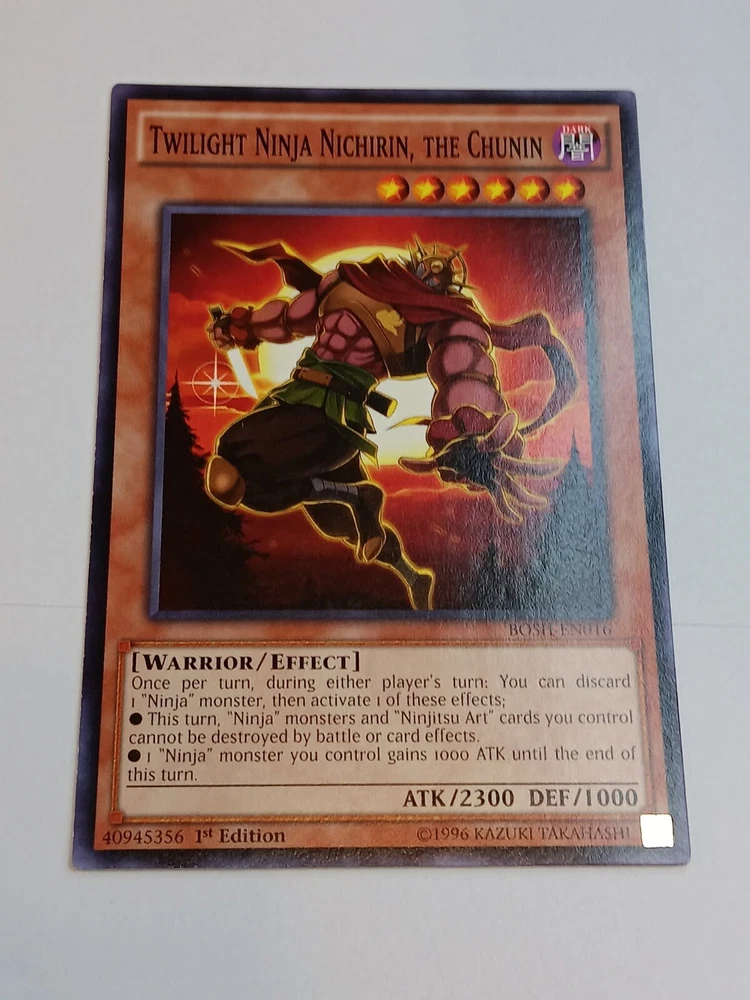 TWILIGHT NINJA NICHIRIN, THE CHUNIN
DARK
BOSH-EN016
[WARRIOR/EFFECT]
Once per turn, during either player's turn: You can discard
1 "Ninja" monster, then activate 1 of these effects;
● This turn, "Ninja" monsters and "Ninjitsu Art" cards you control
cannot be destroyed by battle or card effects.
● 1 "Ninja" monster you control gains 1000 ATK until the end of
this turn.
ATK/2300 DEF/1000
40945356 1st Edition
©1996 KAZUKI TAKAHASHI